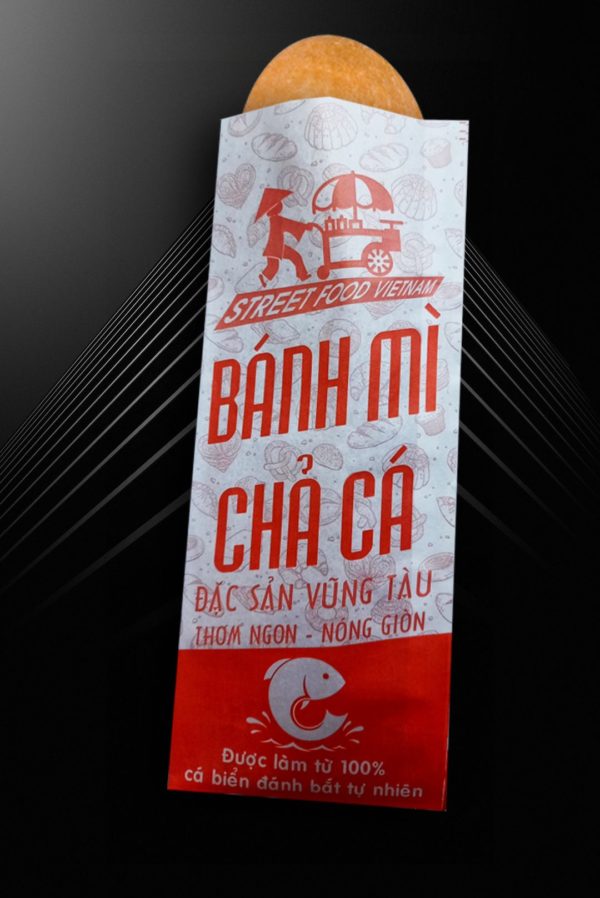 STREET FOOD VIETNAM
BÁNH MÌ
CHẢ CÁ
ĐẶC SẢN VŨNG TÀU
THƠM NGON - NÓNG GIÒN
Được làm từ 100%
cá biển đánh bắt tự nhiên